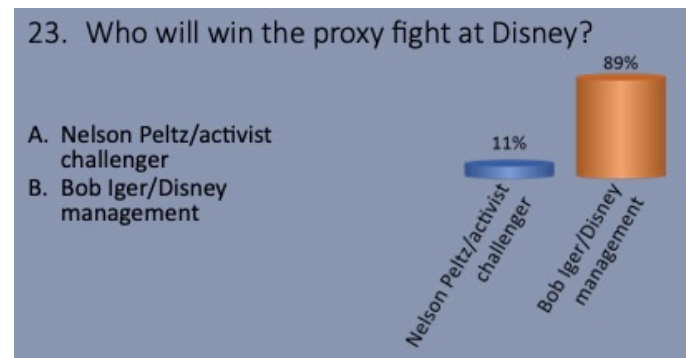 23. Who will win the proxy fight at Disney?
A. Nelson Peltz/activist
challenger
B. Bob Iger/Disney
management
11%
89%
Nelson Peltz/activist
challenger
Bob Iger/Disney
management